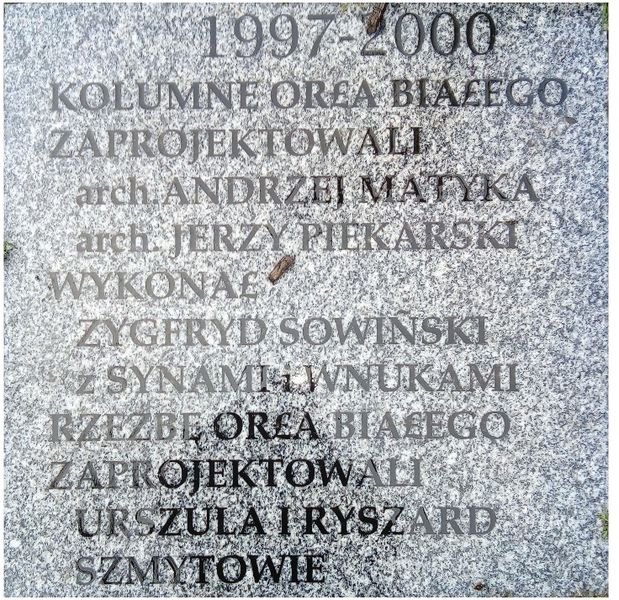 1997-2000
KOLUMNĘ ORŁA BIAŁEGO
ZAPROJEKTOWALI
arch. ANDRZEJ MATYKA
arch. JERZY PIEKARSKI
WYKONAŁ
ZYGFRYD SOWIŃSKI
z SYNAMI i WNUKAMI
RZEŹBĘ ORŁA BIAŁEGO
ZAPROJEKTOWALI
URSZULA I RYSZARD
SZMYTOWIE